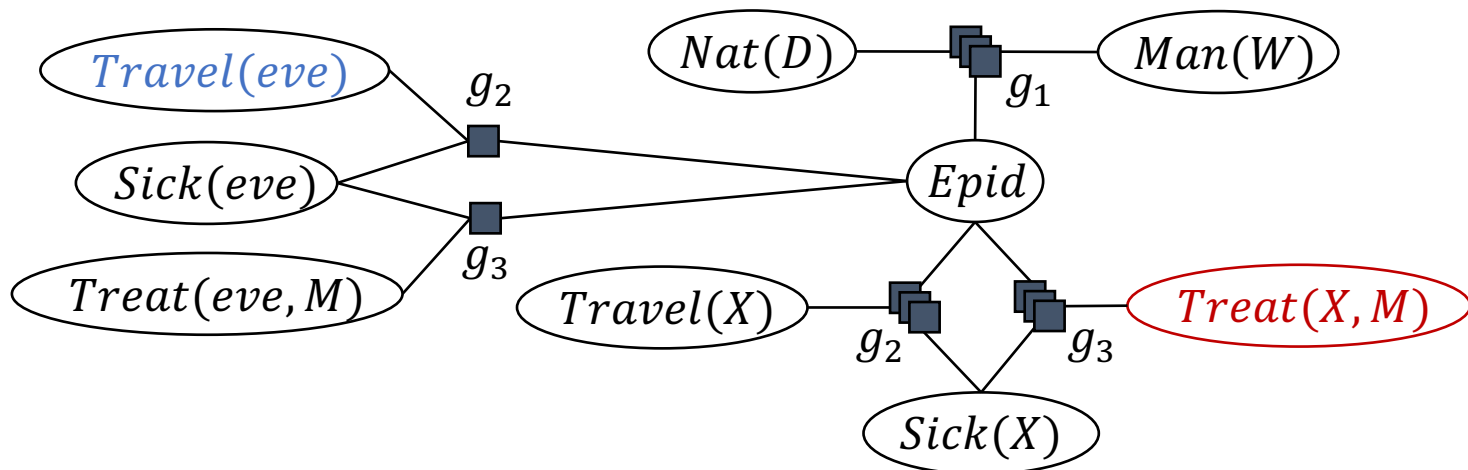 Travel(eve)
g2
Sick(eve)
g3
Treat(eve, M)
Nat(D)
g1
Man(W)
Epid
Travel(X)
g2
g3
Treat(X, M)
Sick(X)